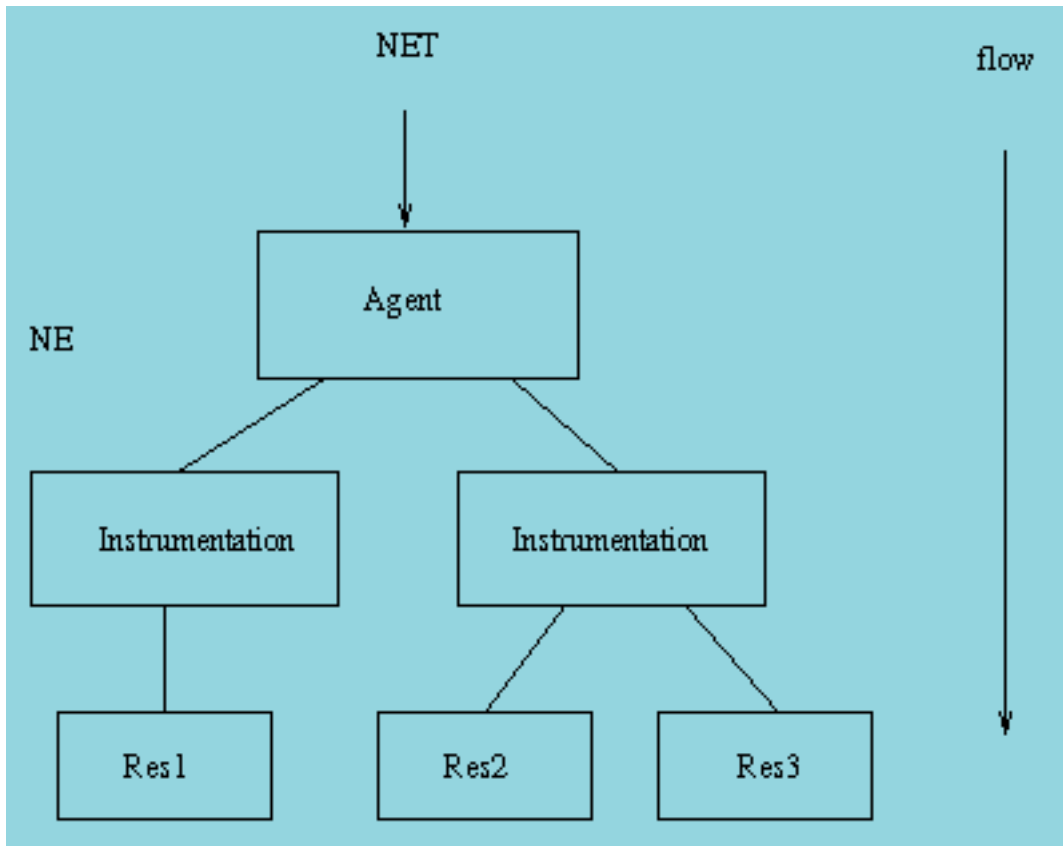 NET
flow
Agent
NE
Instrumentation
Instrumentation
Res1
Res2
Res3